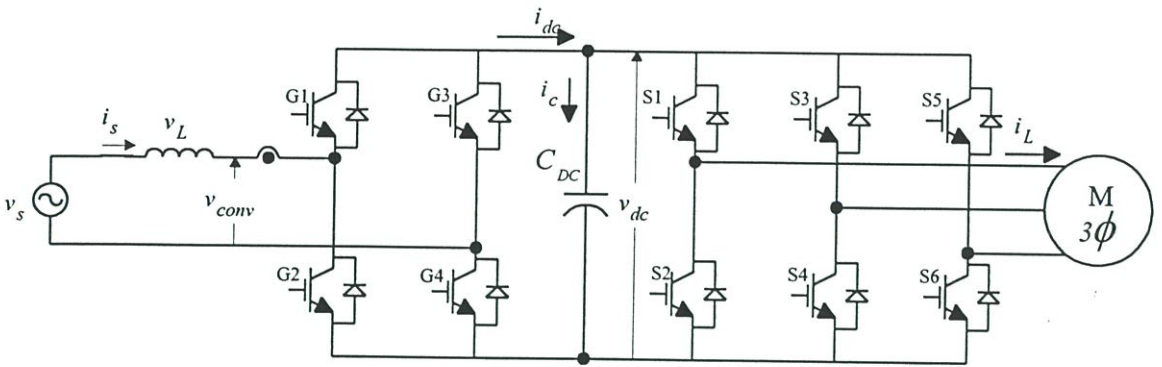 i_dc
G1
G3
i_c
S1
S3
S5
i_s
v_L
i_L
C_DC
v_s
v_conv
v_dc
M
3ϕ
G2
G4
S2
S4
S6